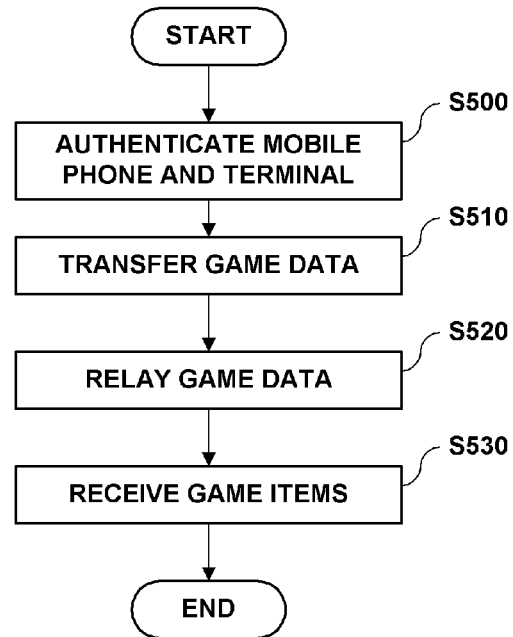 START
S500
AUTHENTICATE MOBILE
PHONE AND TERMINAL
S510
TRANSFER GAME DATA
S520
RELAY GAME DATA
S530
RECEIVE GAME ITEMS
END